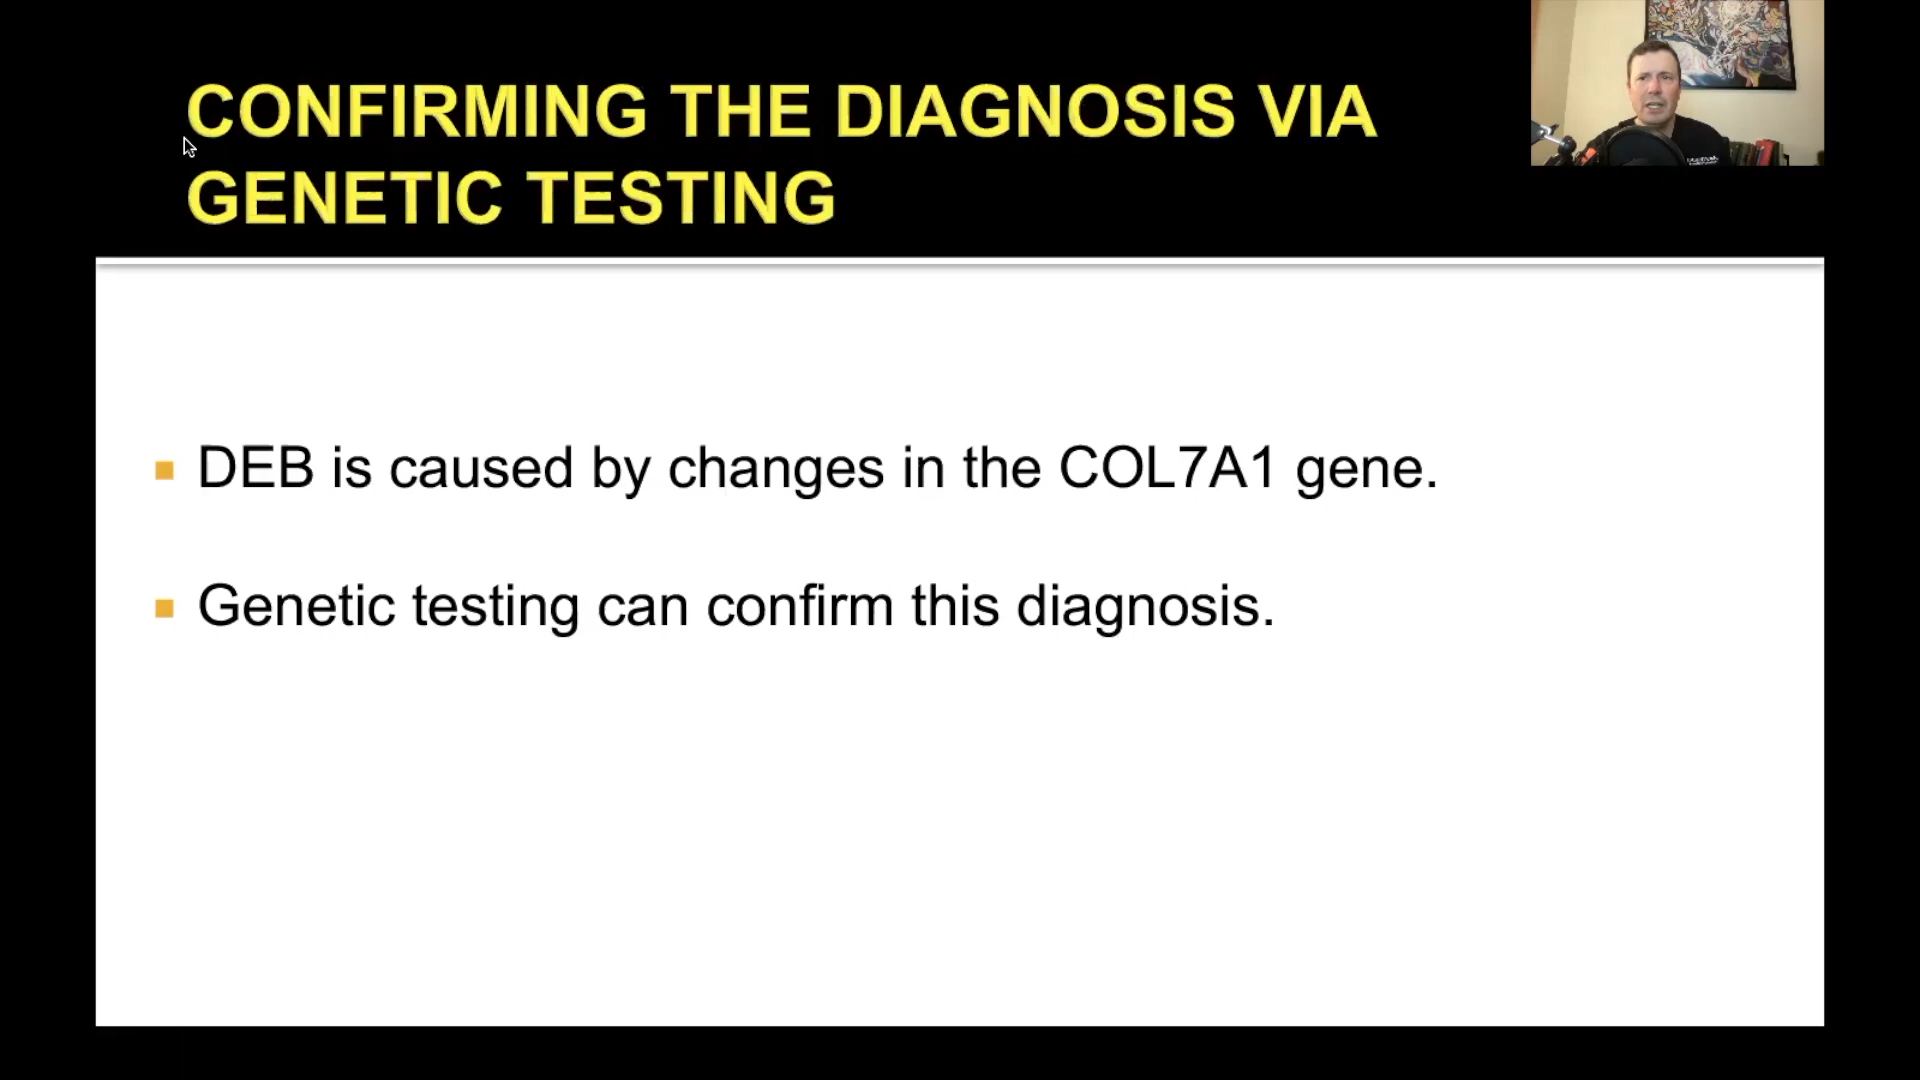 CONFIRMING THE DIAGNOSIS VIA
GENETIC TESTING
DEB is caused by changes in the COL7A1 gene.
Genetic testing can confirm this diagnosis.